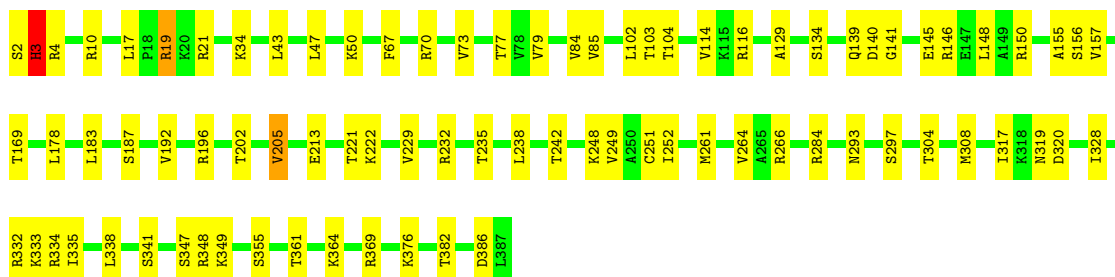 S2 H3 R4 R10 L17 P18 R19 K20 R21 K34 L43 L47 K50 F67 R70 V73 T77 V78 V79 V84 V85 L102 T103 T104 V114 K115 R116 A129 S134 Q139 D140 G141 E145 R146 E147 L148 A149 R150 A155 S156 V157
T169 L178 L183 S187 V192 R196 T202 V205 E213 T221 K222 V229 R232 T235 L238 T242 K248 V249 A250 C251 I252 M261 V264 A265 R266 R284 N293 S297 T304 M308 I317 K318 N319 D320 I328
R332 K333 R334 I335 L338 S341 S347 R348 K349 S355 T361 K364 R369 K376 T382 D386 L387